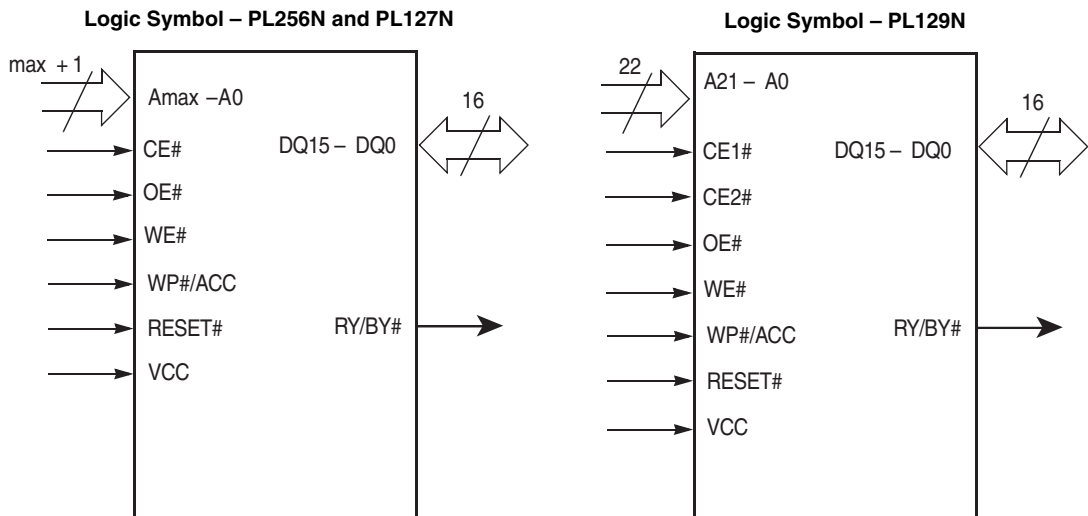 Logic Symbol – PL256N and PL127N
max + 1
Amax –A0
16
CE#
DQ15 – DQ0
OE#
WE#
WP#/ACC
RESET#
RY/BY#
VCC
Logic Symbol – PL129N
22
A21 – A0
16
CE1#
DQ15 – DQ0
CE2#
OE#
WE#
WP#/ACC
RY/BY#
RESET#
VCC